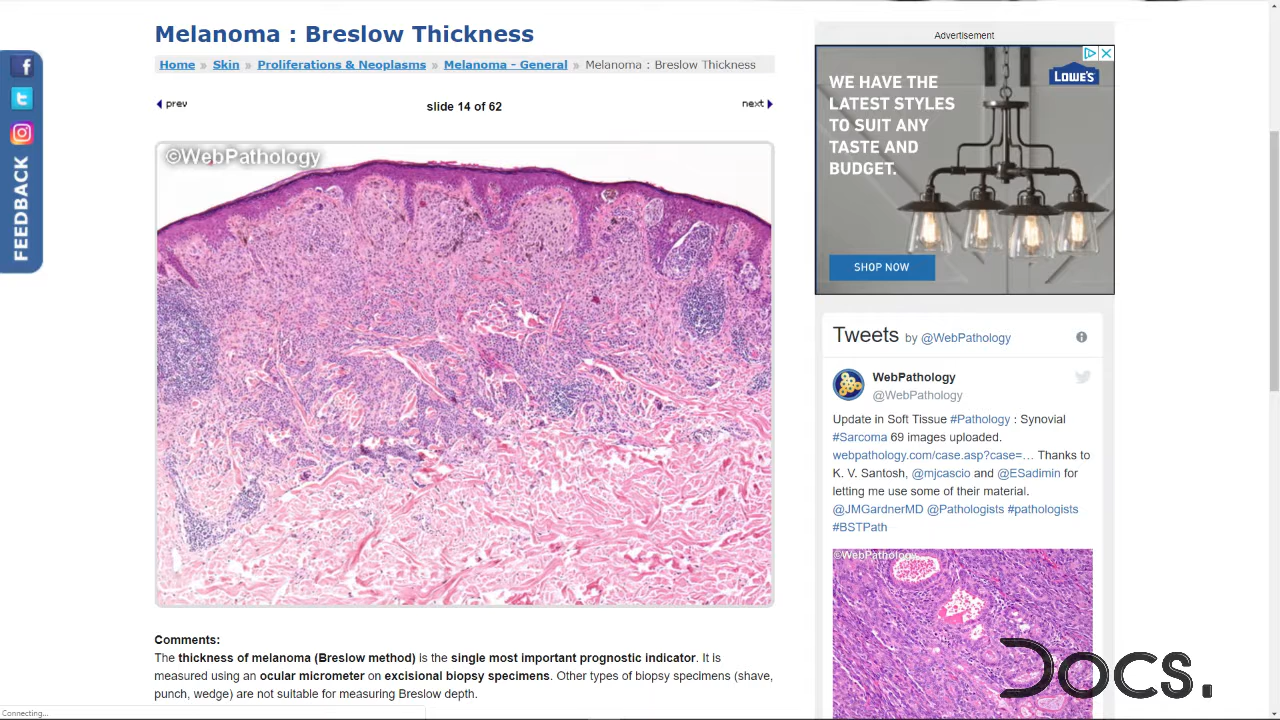 Melanoma : Breslow Thickness
Home » Skin » Proliferations & Neoplasms » Melanoma - General » Melanoma : Breslow Thickness
prev
slide 14 of 62
next
©WebPathology
FEEDBACK
Comments:
The thickness of melanoma (Breslow method) is the single most important prognostic indicator. It is
measured using an ocular micrometer on excisional biopsy specimens. Other types of biopsy specimens (shave,
punch, wedge) are not suitable for measuring Breslow depth.
Connecting...
Advertisement
WE HAVE THE
LATEST STYLES
TO SUIT ANY
TASTE AND
BUDGET.
LOWE'S
SHOP NOW
Tweets by @WebPathology
WebPathology
@WebPathology
Update in Soft Tissue #Pathology : Synovial
#Sarcoma 69 images uploaded.
webpathology.com/case.asp?case=… Thanks to
K. V. Santosh, @mjcascio and @ESadimin for
letting me use some of their material.
@JMGardnerMD @Pathologists #pathologists
#BSTPath
©WebPathology
DOCS.